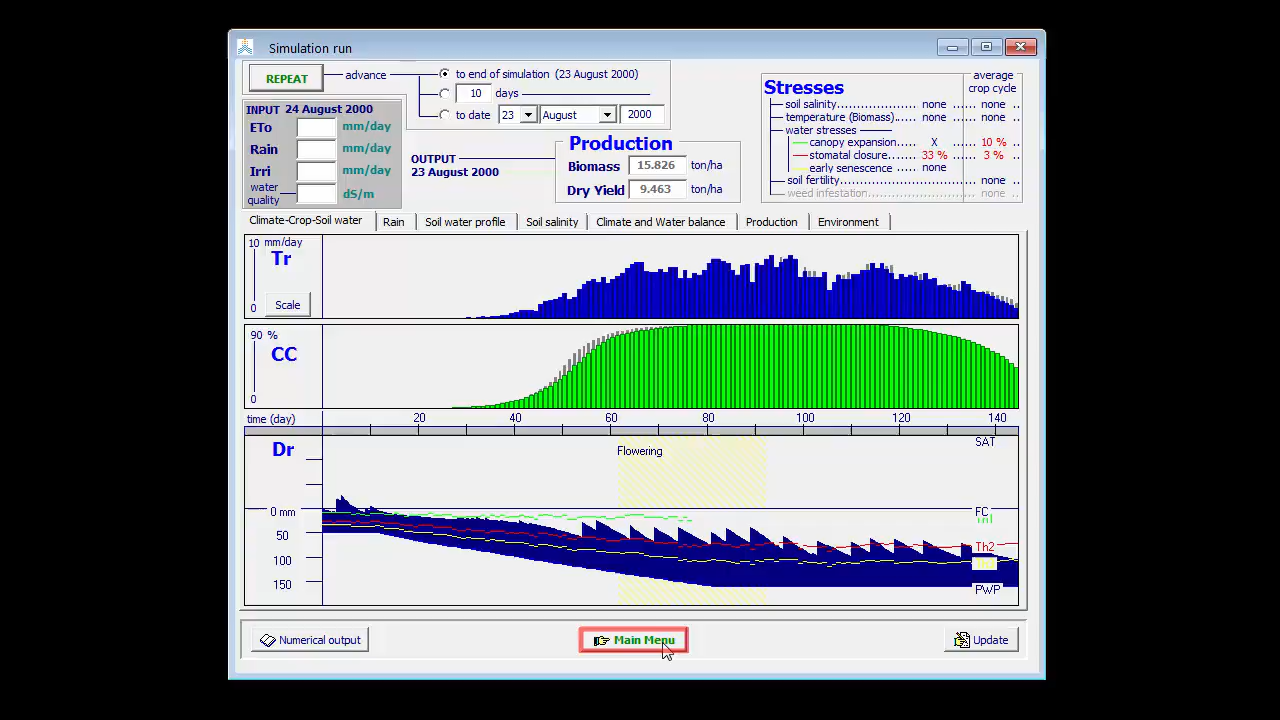 Simulation run
REPEAT
advance
to end of simulation (23 August 2000)
10 days
to date 23 August 2000
INPUT 24 August 2000
ETo mm/day
Rain mm/day
Irri mm/day
water quality dS/m
OUTPUT
23 August 2000
Production
Biomass 15.826 ton/ha
Dry Yield 9.463 ton/ha
Stresses
average crop cycle
soil salinity none none
temperature (Biomass) none none
water stresses
canopy expansion X 10 %
stomatal closure 33 % 3 %
early senescence none
soil fertility none
weed infestation none
Climate-Crop-Soil water Rain Soil water profile Soil salinity Climate and Water balance Production Environment
10 mm/day
Tr
0
Scale
90 %
CC
0
time (day) 20 40 60 80 100 120 140
Dr
Flowering
SAT
0 mm
FC
50
Th2
100
150
PWP
Numerical output
Main Menu
Update